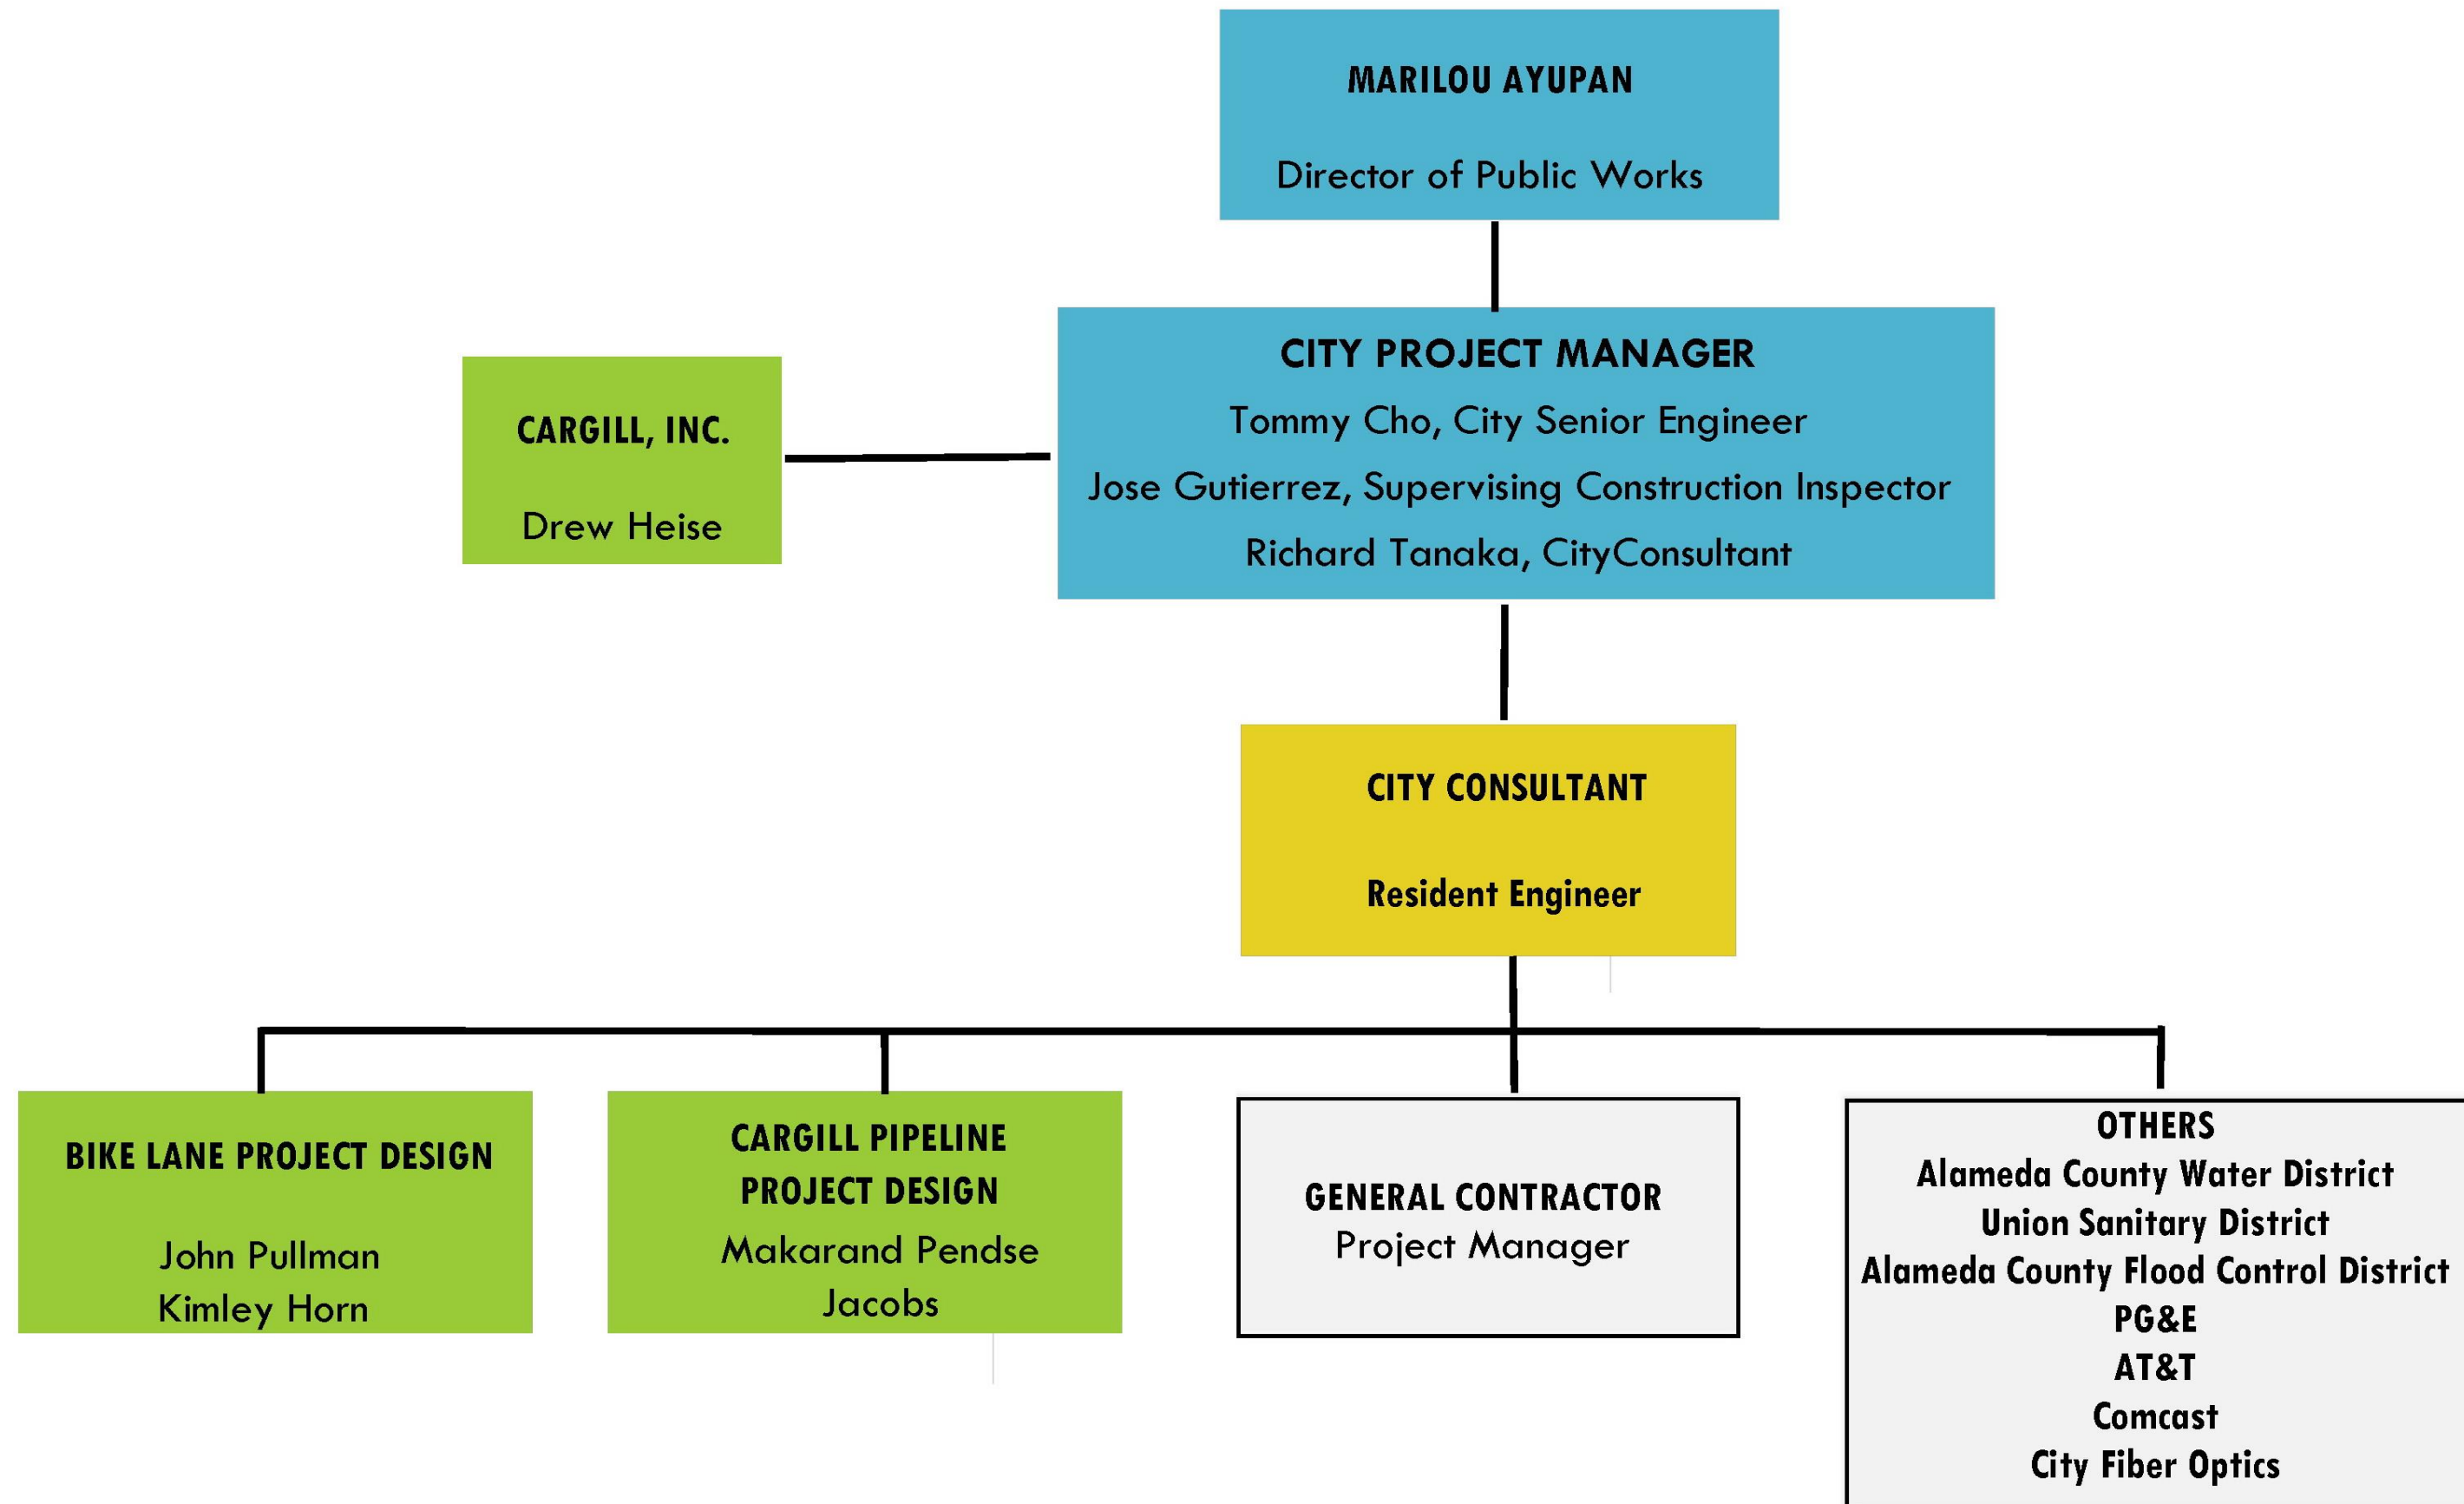 MARILOU AYUPAN
Director of Public Works
CITY PROJECT MANAGER
Tommy Cho, City Senior Engineer
Jose Gutierrez, Supervising Construction Inspector
Richard Tanaka, CityConsultant
CARGILL, INC.
Drew Heise
CITY CONSULTANT
Resident Engineer
BIKE LANE PROJECT DESIGN
John Pullman
Kimley Horn
CARGILL PIPELINE
PROJECT DESIGN
Makarand Pendse
Jacobs
GENERAL CONTRACTOR
Project Manager
OTHERS
Alameda County Water District
Union Sanitary District
Alameda County Flood Control District
PG&E
AT&T
Comcast
City Fiber Optics